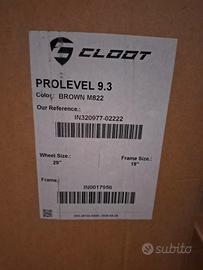 CLOOT
PROLEVEL 9.3
Color: BROWN M822
Our Reference.:
IN320977-02222
Wheel Size.:
29"
Frame Size.:
19"
Frame:
IN0017956
subito